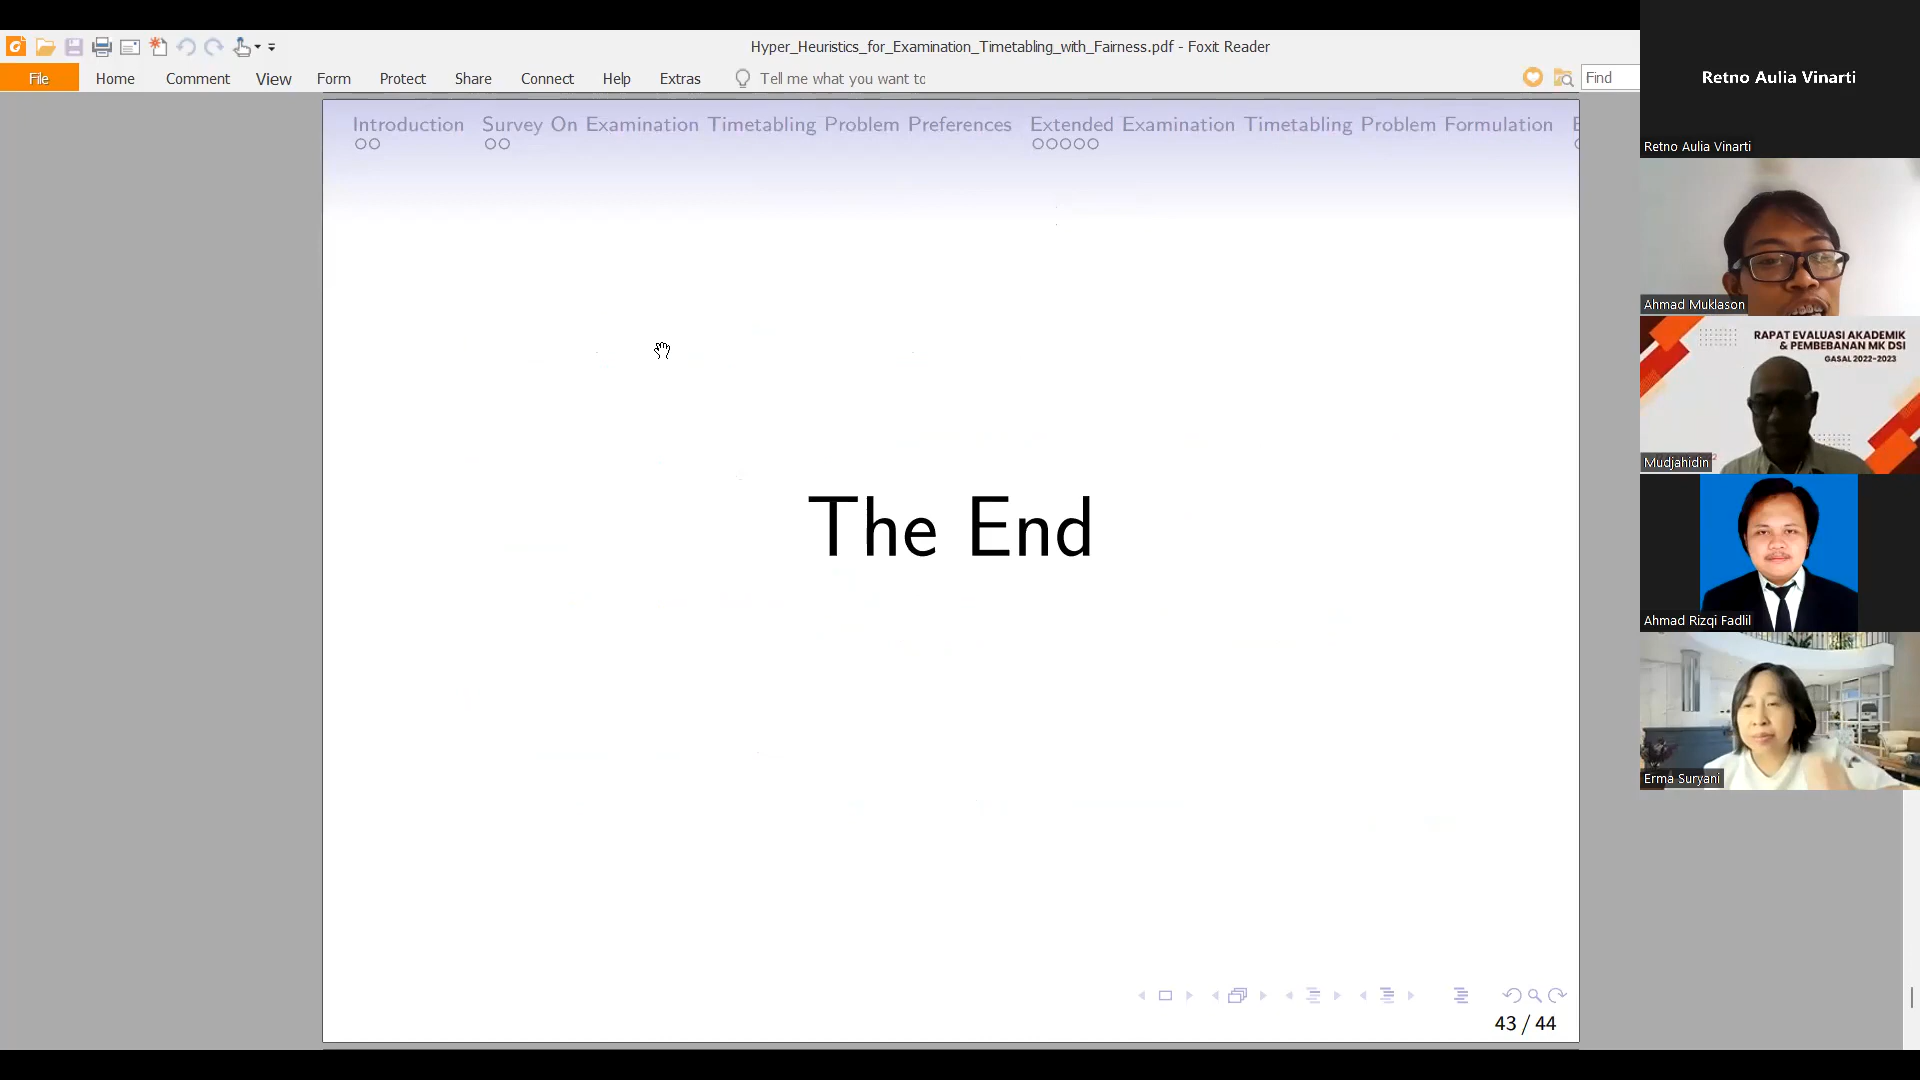 Hyper_Heuristics_for_Examination_Timetabling_with_Fairness.pdf - Foxit Reader
File Home Comment View Form Protect Share Connect Help Extras Tell me what you want to Find
Introduction Survey On Examination Timetabling Problem Preferences Extended Examination Timetabling Problem Formulation
The End
43 / 44
Retno Aulia Vinarti
Retno Aulia Vinarti
Ahmad Muklason
RAPAT EVALUASI AKADEMIK
& PEMBEBANAN MK DSI
GASAL 2022-2023
Mudjahidin
Ahmad Rizqi Fadlil
Erma Suryani